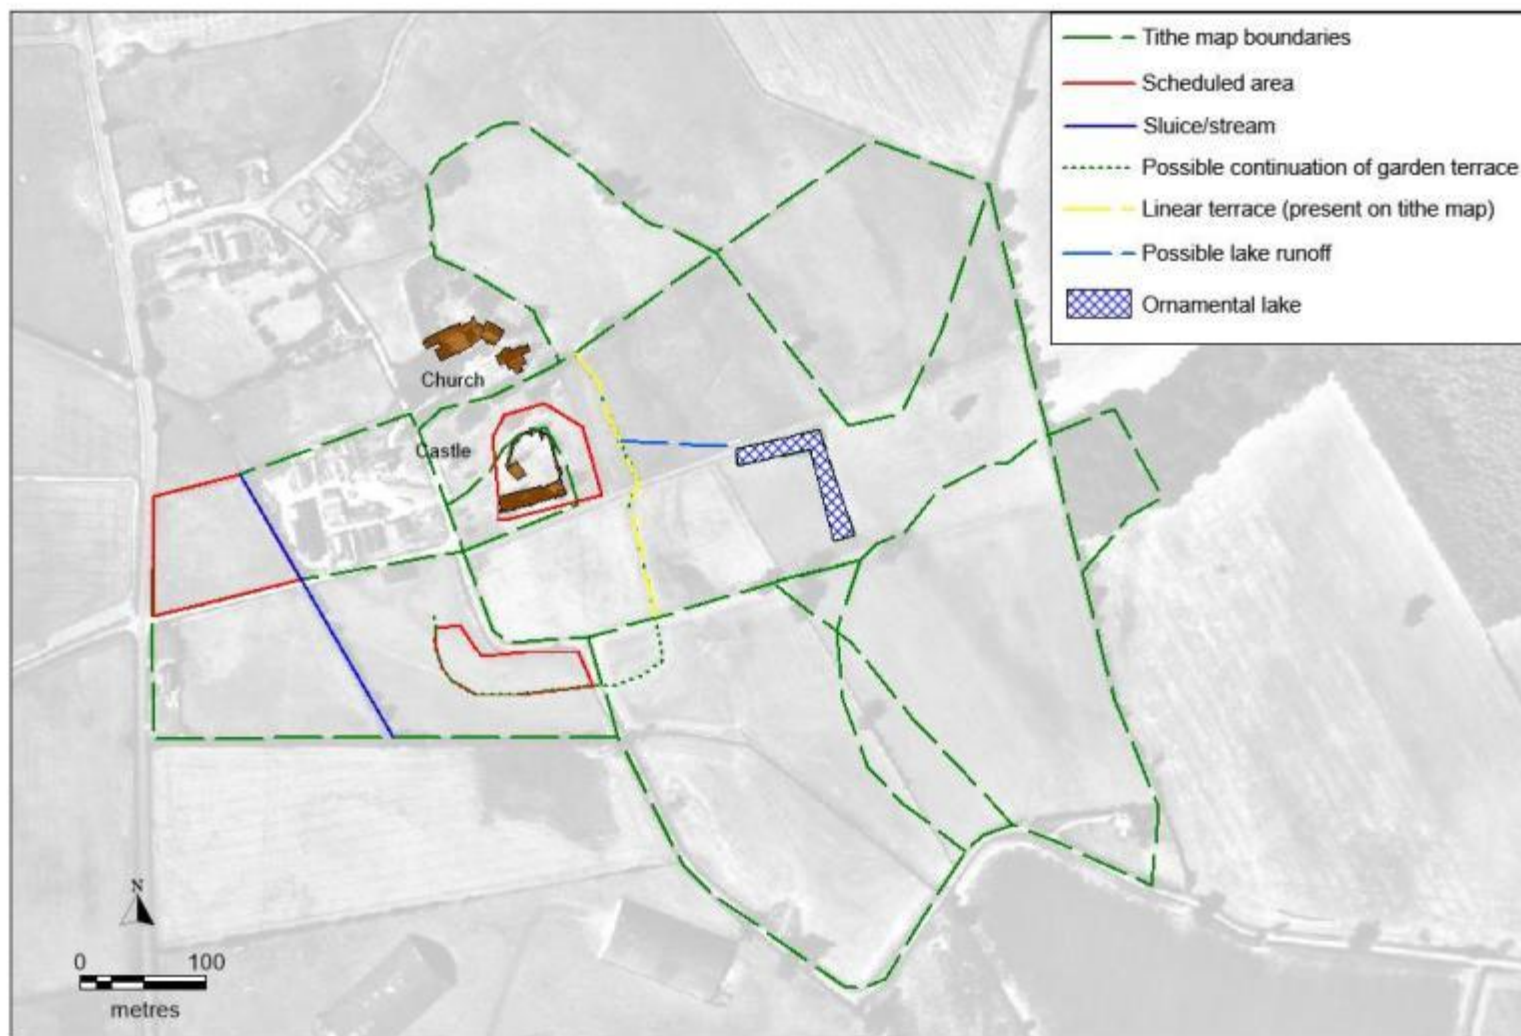 Tithe map boundaries
Scheduled area
Sluice/stream
Possible continuation of garden terrace
Linear terrace (present on tithe map)
Possible lake runoff
Ornamental lake
Church
Castle
N
0 100
metres